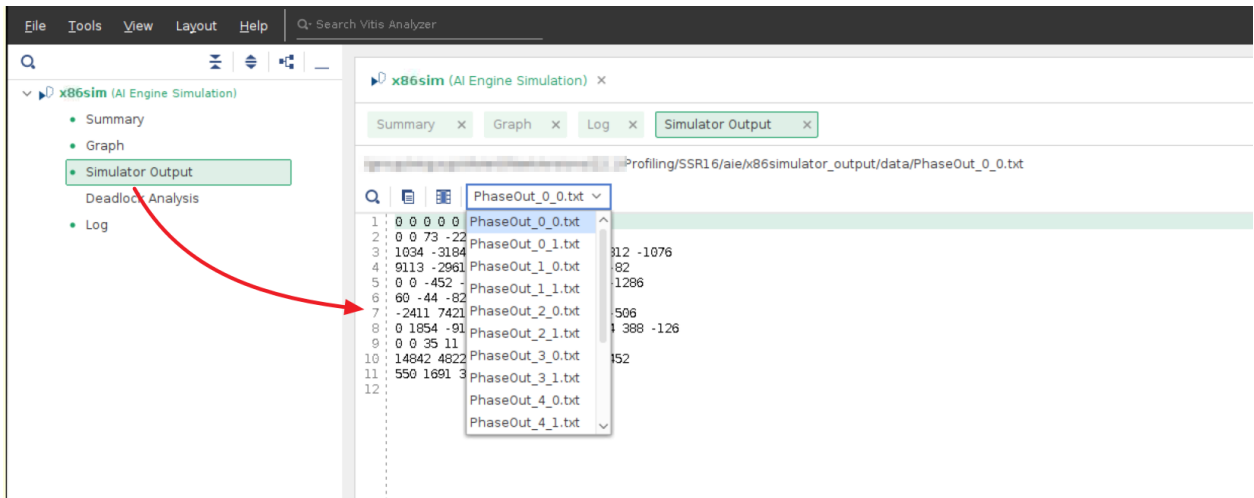 File Tools View Layout Help Search Vitis Analyzer
x86sim (AI Engine Simulation)
Summary
Graph
Simulator Output
Deadlock Analysis
Log
x86sim (AI Engine Simulation) ×
Summary × Graph × Log × Simulator Output ×
Profiling/SSR16/aie/x86simulator_output/data/PhaseOut_0_0.txt
PhaseOut_0_0.txt
1 0 0 0 0 0
2 0 0 73 -22
3 1034 -3184 312 -1076
4 9113 -2961 -82
5 0 0 -452 - -1286
6 60 -44 -82
7 -2411 7421 -506
8 0 1854 -91 388 -126
9 0 0 35 11
10 14842 4822 452
11 550 1691 3
12
PhaseOut_0_0.txt
PhaseOut_0_1.txt
PhaseOut_1_0.txt
PhaseOut_1_1.txt
PhaseOut_2_0.txt
PhaseOut_2_1.txt
PhaseOut_3_0.txt
PhaseOut_3_1.txt
PhaseOut_4_0.txt
PhaseOut_4_1.txt